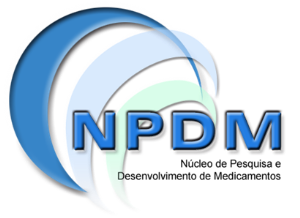 NPDM
Núcleo de Pesquisa e
Desenvolvimento de Medicamentos